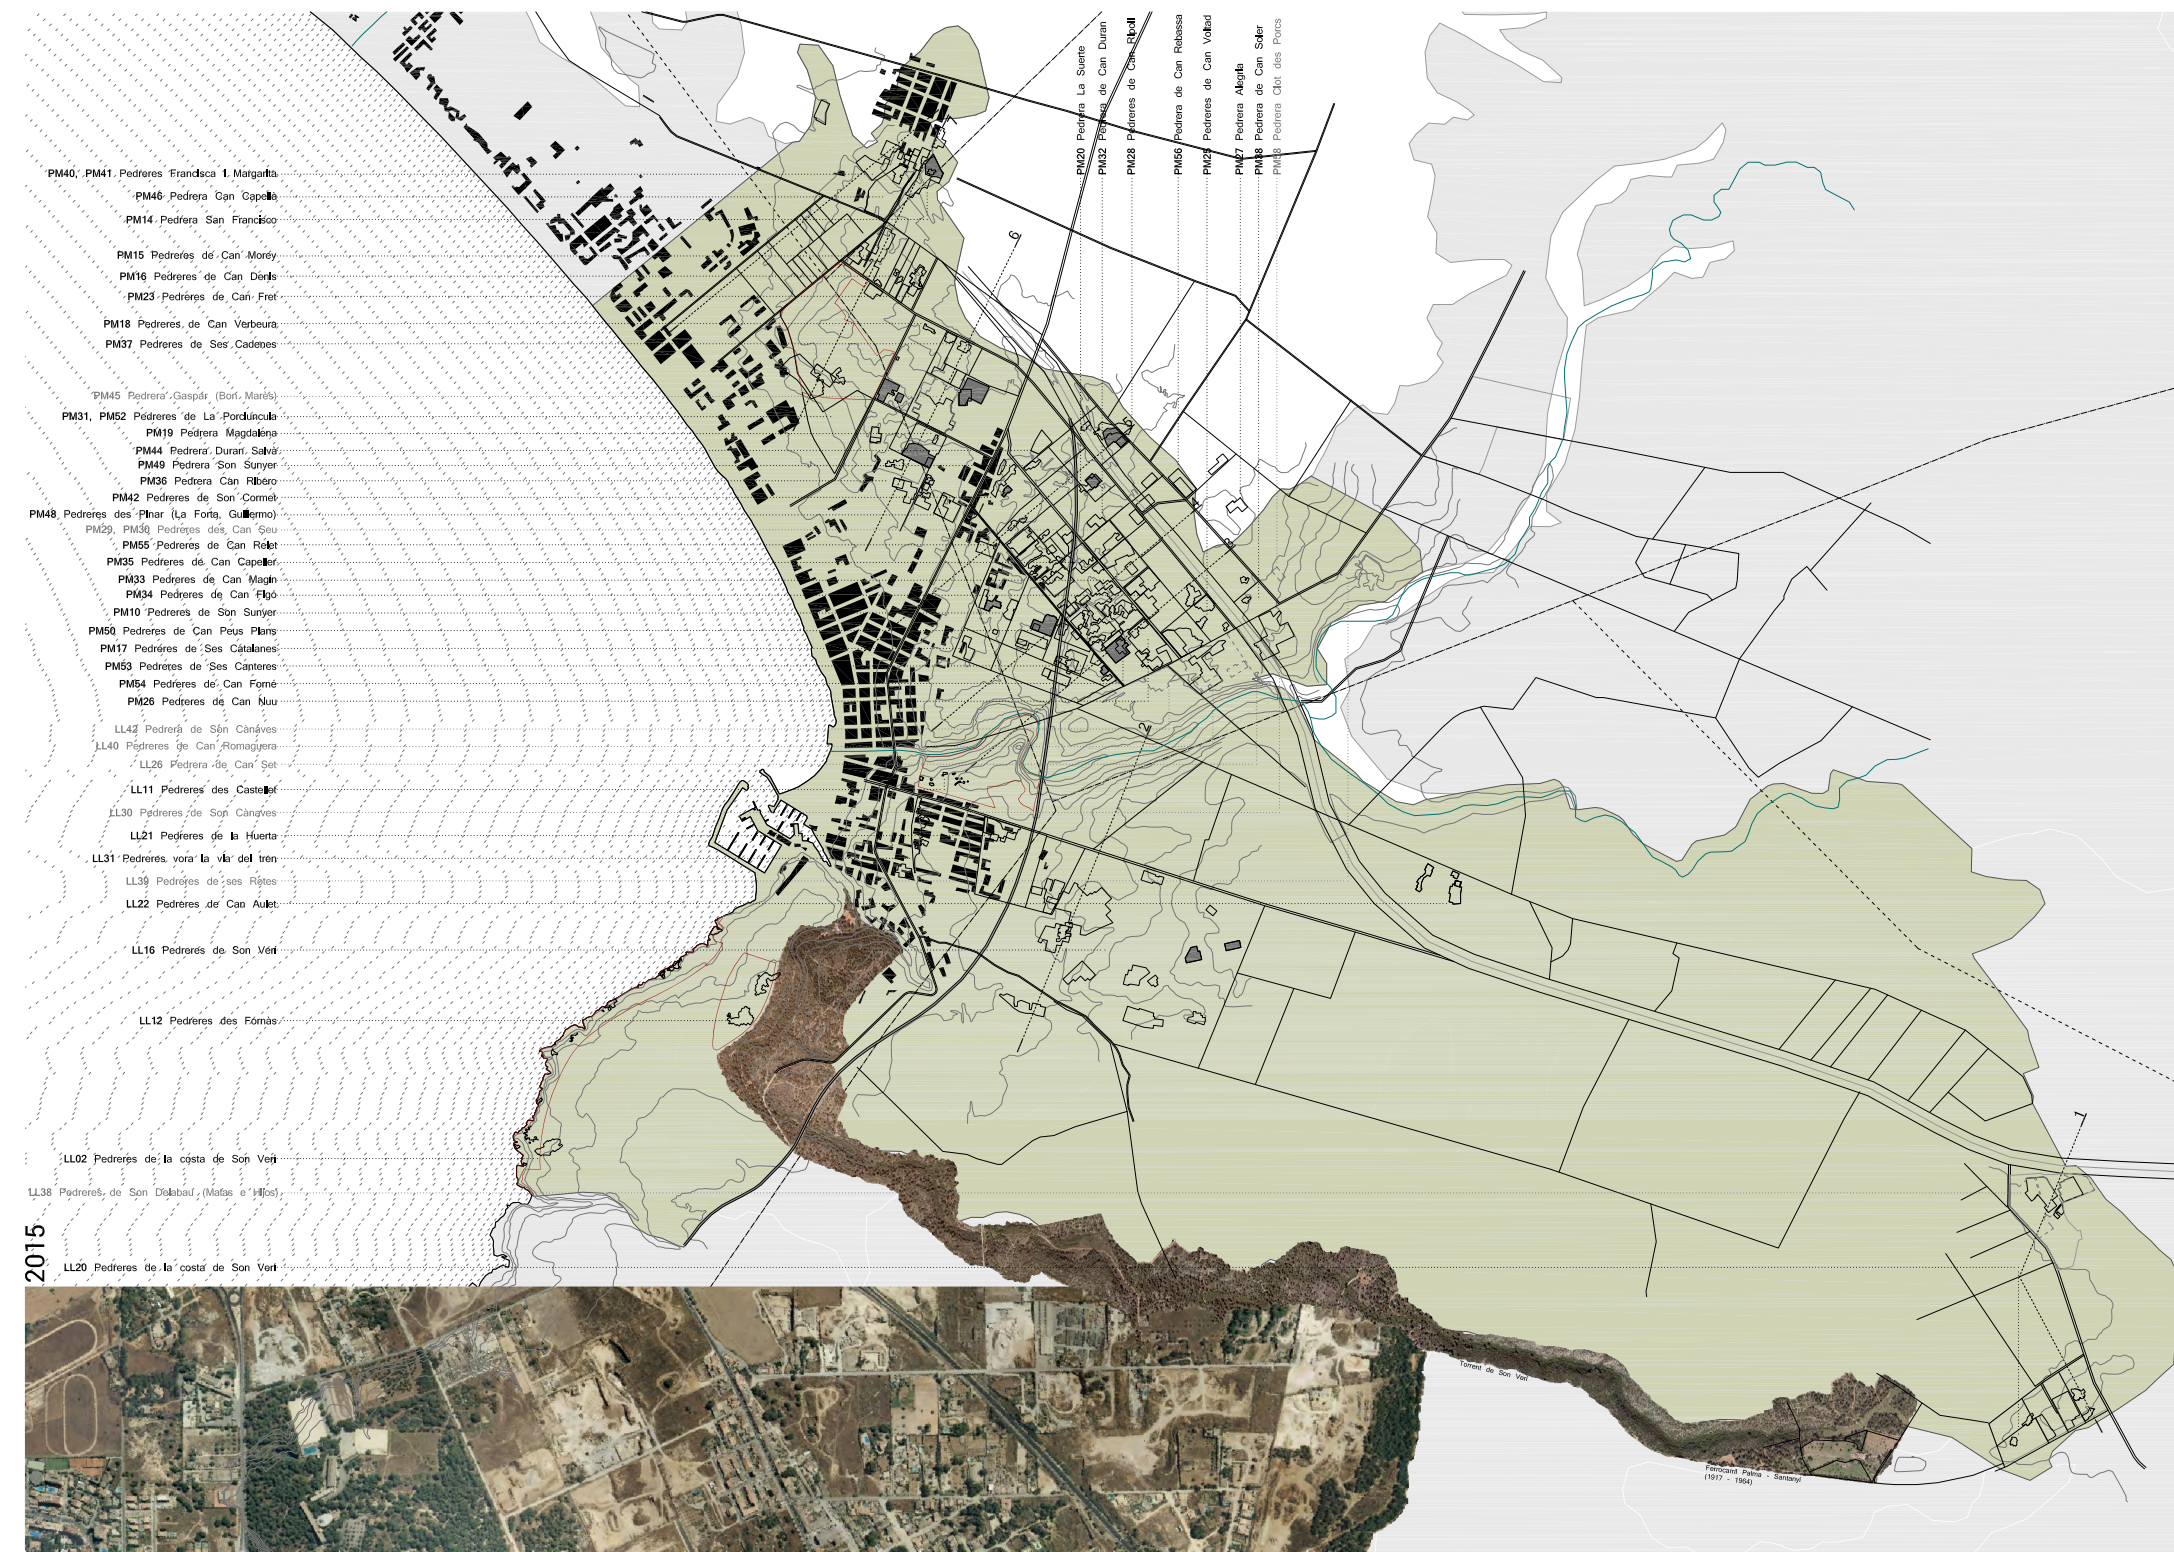 PM20 Pedrera La Suerte
PM32 Pedrera de Can Duran
PM28 Pedreres de Can Ripoll
PM56 Pedrera de Can Rebassa
PM25 Pedreres de Can Voltad
PM27 Pedrera Alegria
PM38 Pedrera de Can Soler
PM58 Pedrera Clot des Porcs
PM40, PM41 Pedreres Francisca i Margarita
PM46 Pedrera Can Capellà
PM14 Pedrera San Francisco
PM15 Pedreres de Can Morey
PM16 Pedreres de Can Denis
PM23 Pedreres de Can Fret
PM18 Pedreres de Can Verbeura
PM37 Pedreres de Ses Cadenes
PM45 Pedrera Gaspar (Bon Marès)
PM31, PM52 Pedreres de La Porciúncula
PM19 Pedrera Magdalena
PM44 Pedrera Duran Salvà
PM49 Pedrera Son Sunyer
PM36 Pedrera Can Ribero
PM42 Pedreres de Son Cornet
PM48 Pedreres des Pinar (La Forta, Guillermo)
PM29, PM30 Pedreres des Can Seu
PM55 Pedreres de Can Relet
PM35 Pedreres de Can Capeller
PM33 Pedreres de Can Magin
PM34 Pedreres de Can Figó
PM10 Pedreres de Son Sunyer
PM50 Pedreres de Can Peus Plans
PM17 Pedreres de Ses Catalanes
PM53 Pedreres de Ses Canteres
PM54 Pedreres de Can Forné
PM26 Pedreres de Can Nuu
LL42 Pedrera de Son Cànaves
LL40 Pedreres de Can Romaguera
LL26 Pedrera de Can Set
LL11 Pedreres des Castellet
LL30 Pedreres de Son Cànaves
LL21 Pedreres de la Huerta
LL31 Pedreres vora la via del tren
LL39 Pedreres de ses Rotes
LL22 Pedreres de Can Aulet
LL16 Pedreres de Son Verí
LL12 Pedreres des Fornàs
LL02 Pedreres de la costa de Son Verí
LL38 Pedreres de Son Delabau (Matas e Hijos)
LL20 Pedreres de la costa de Son Verí
2015
6
5
4
3
2
1
Torrent de Son Verí
Ferrocarril Palma - Santanyí
(1917 - 1964)